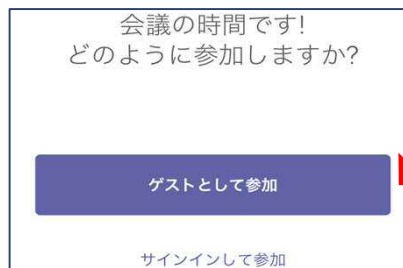 会議の時間です!
どのように参加しますか?
ゲストとして参加
サインインして参加